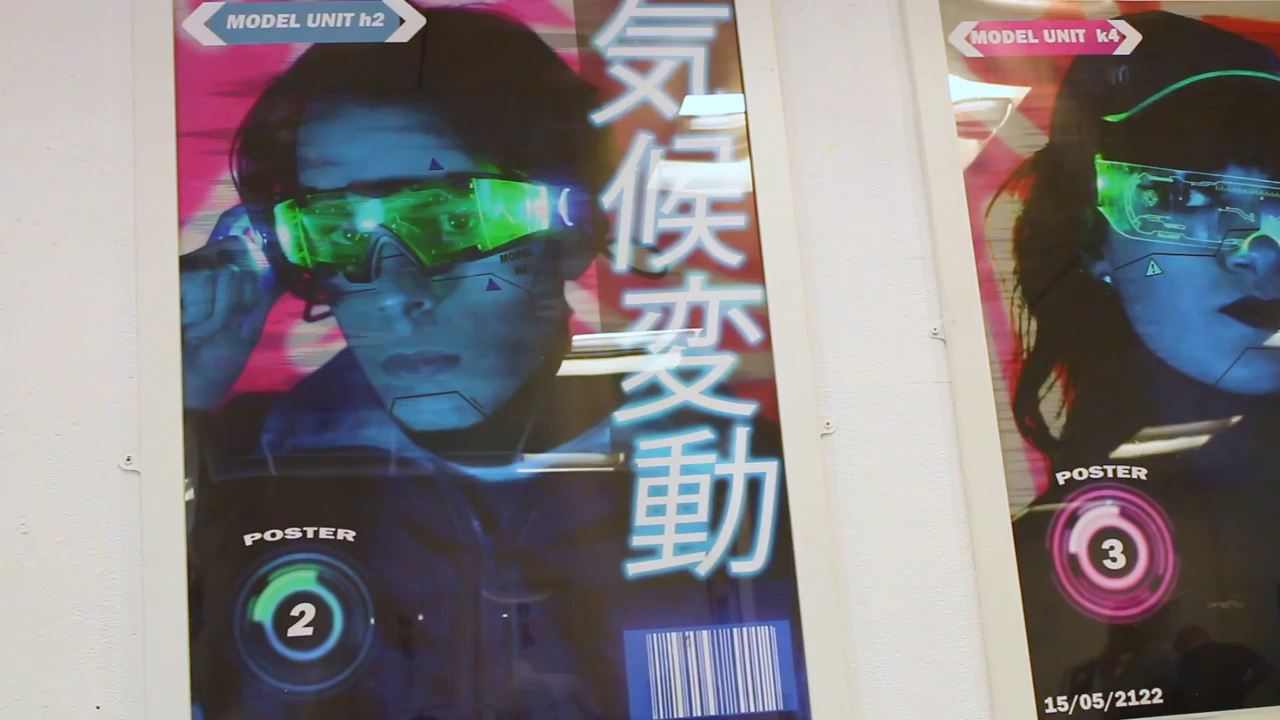 MODEL UNIT h2
気候変動
POSTER
2
MODEL UNIT k4
POSTER
3
15/05/2122